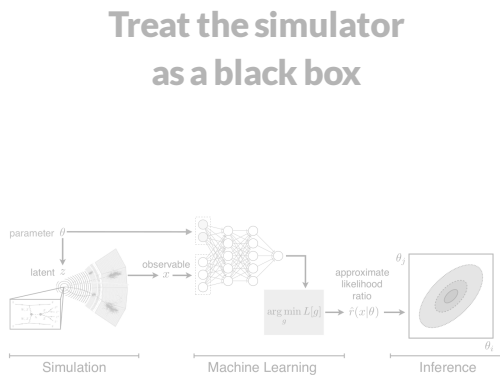 Treat the simulator
as a black box
parameter θ
latent z
observable
x
arg min L[g]
g
approximate
likelihood
ratio
r̂(x|θ)
θj
θi
Simulation
Machine Learning
Inference